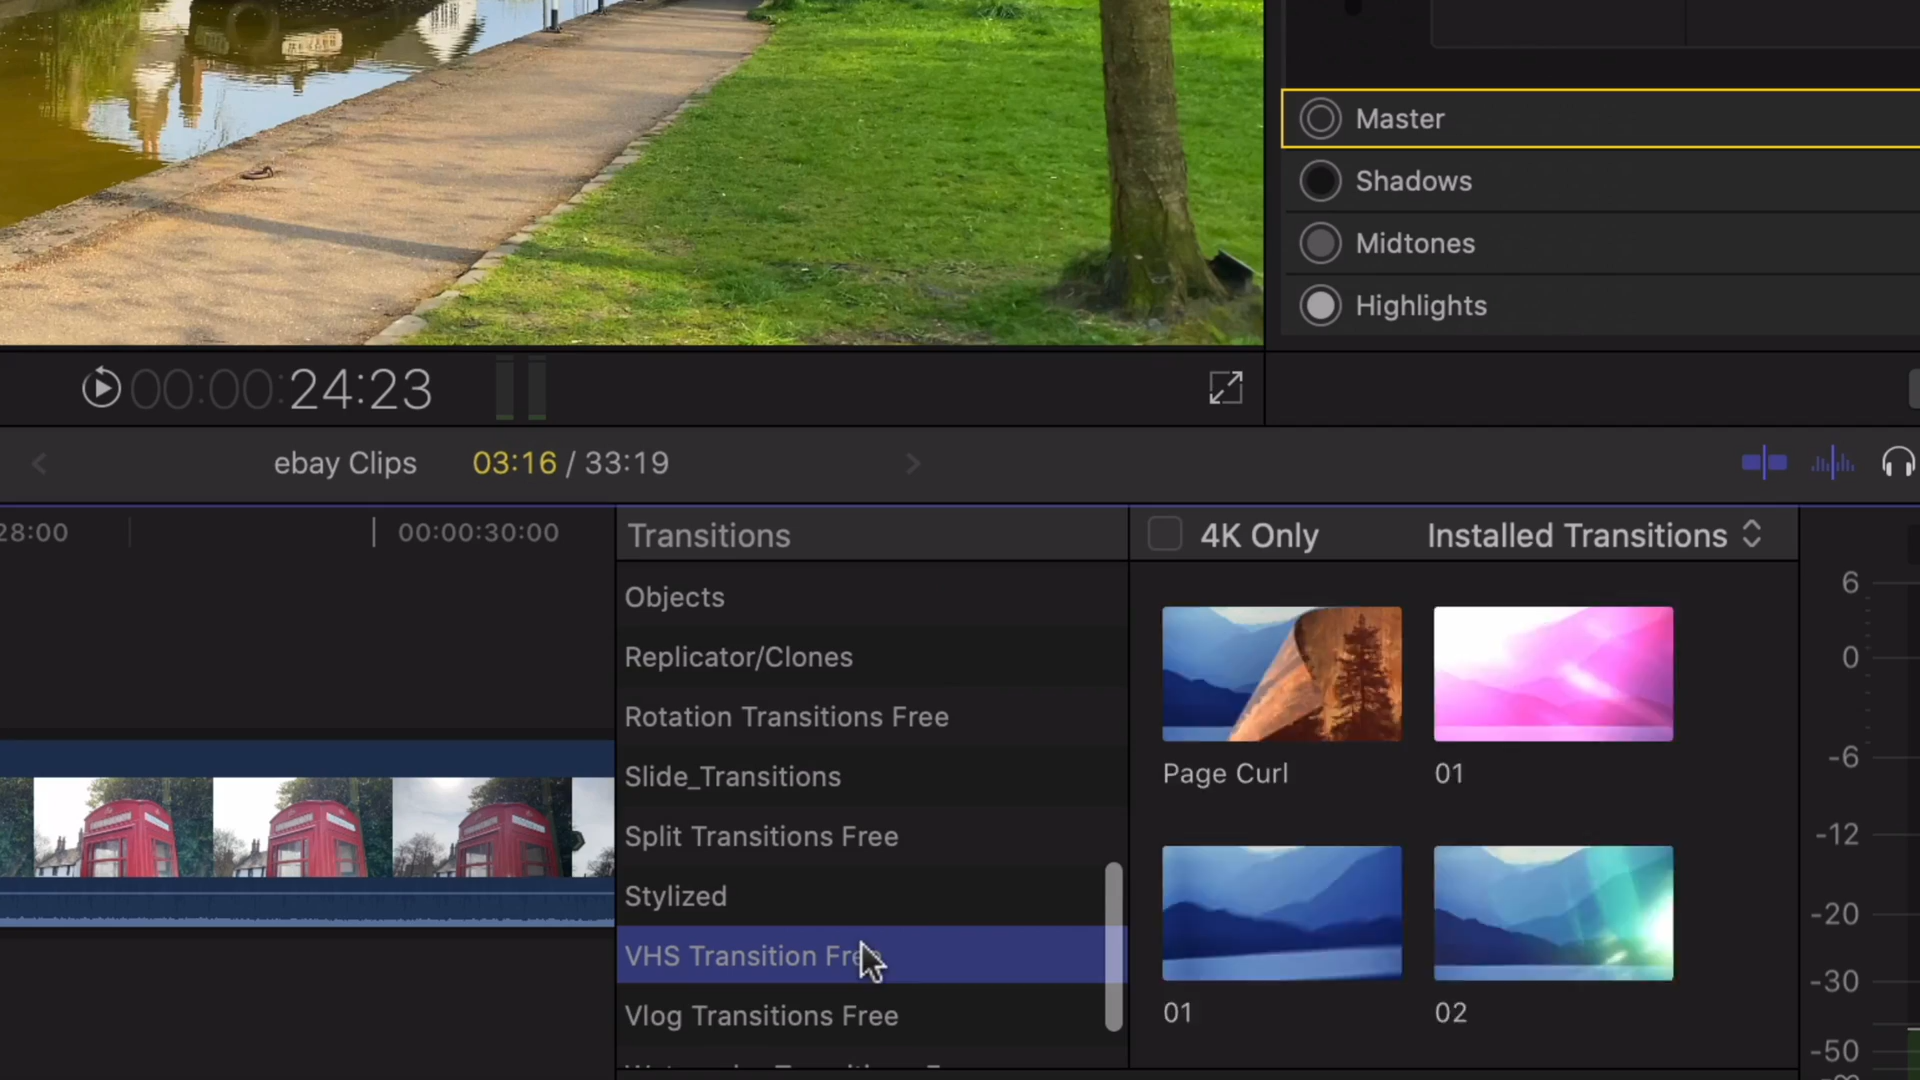 Master
Shadows
Midtones
Highlights
00:00:24:23
ebay Clips 03:16 / 33:19
28:00 00:00:30:00
Transitions
4K Only Installed Transitions
Objects
Replicator/Clones
Rotation Transitions Free
Slide_Transitions
Split Transitions Free
Stylized
VHS Transition Free
Vlog Transitions Free
Page Curl 01
01 02
6
0
-6
-12
-20
-30
-50
-∞